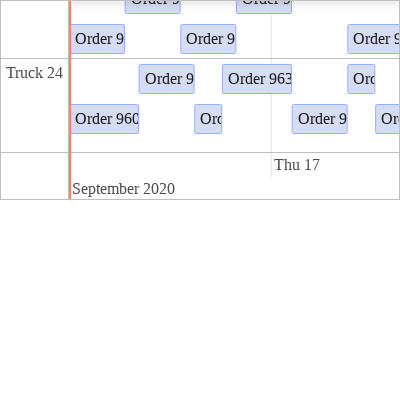 Order 9 Order 9
Order 9 Order 9 Order 9
Truck 24 Order 9 Order 963 Orc
Order 960 Orc Order 9 Or
Thu 17
September 2020